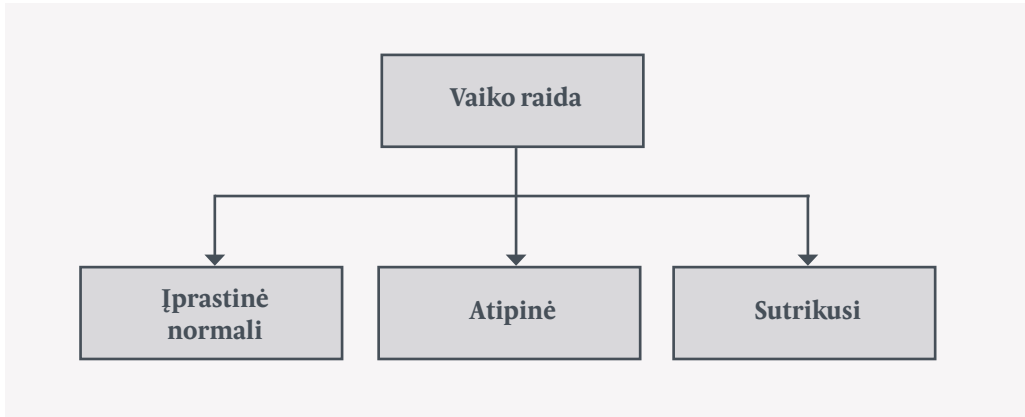 Vaiko raida
Įprastinė
normali
Atipinė
Sutrikusi